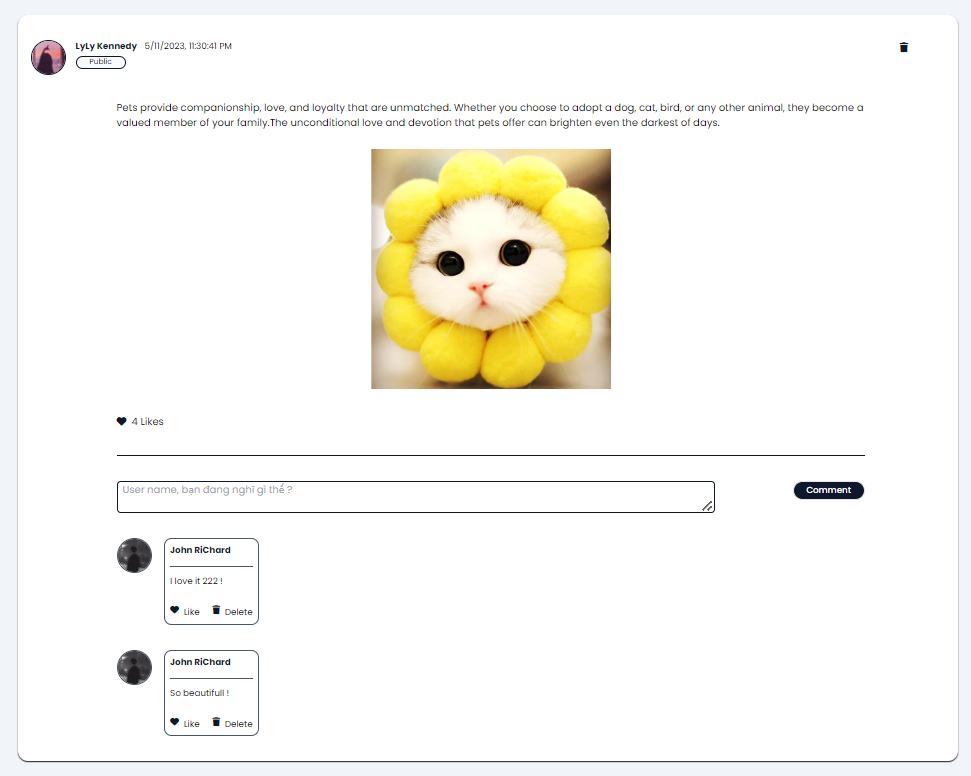 LyLy Kennedy 5/11/2023, 11:30:41 PM
Public
Pets provide companionship, love, and loyalty that are unmatched. Whether you choose to adopt a dog, cat, bird, or any other animal, they become a
valued member of your family.The unconditional love and devotion that pets offer can brighten even the darkest of days.
4 Likes
User name, bạn đang nghĩ gì thế ?
Comment
John RiChard
I love it 222 !
Like Delete
John RiChard
So beautifull !
Like Delete